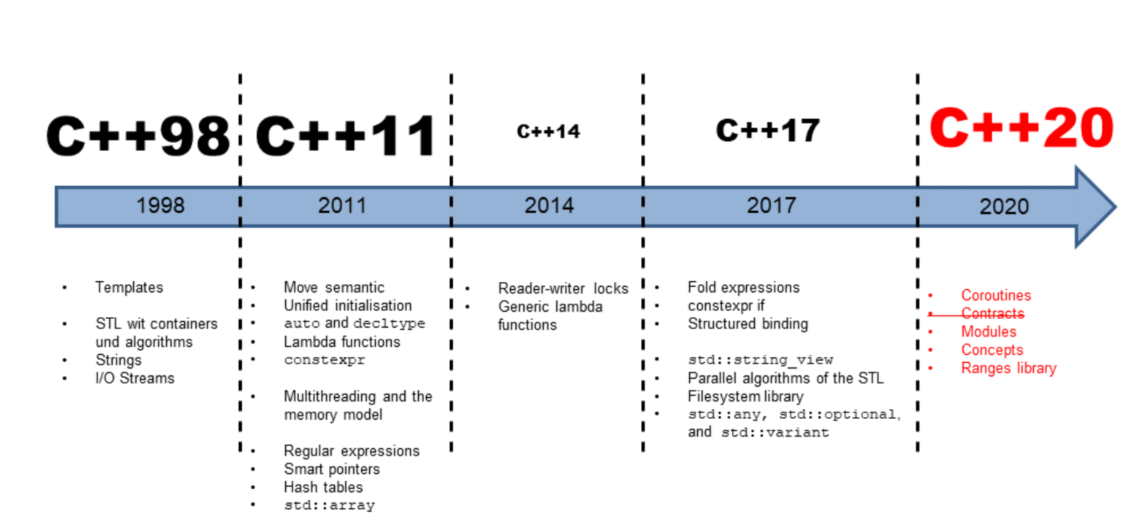 C++98
C++11
C++14
C++17
C++20
1998
2011
2014
2017
2020
• Templates
• STL wit containers
und algorithms
• Strings
• I/O Streams
• Move semantic
• Unified initialisation
• auto and decltype
• Lambda functions
• constexpr
• Multithreading and the
memory model
• Regular expressions
• Smart pointers
• Hash tables
• std::array
• Reader-writer locks
• Generic lambda
functions
• Fold expressions
• constexpr if
• Structured binding
• std::string_view
• Parallel algorithms of the STL
• Filesystem library
• std::any, std::optional,
and std::variant
• Coroutines
• Contracts
• Modules
• Concepts
• Ranges library